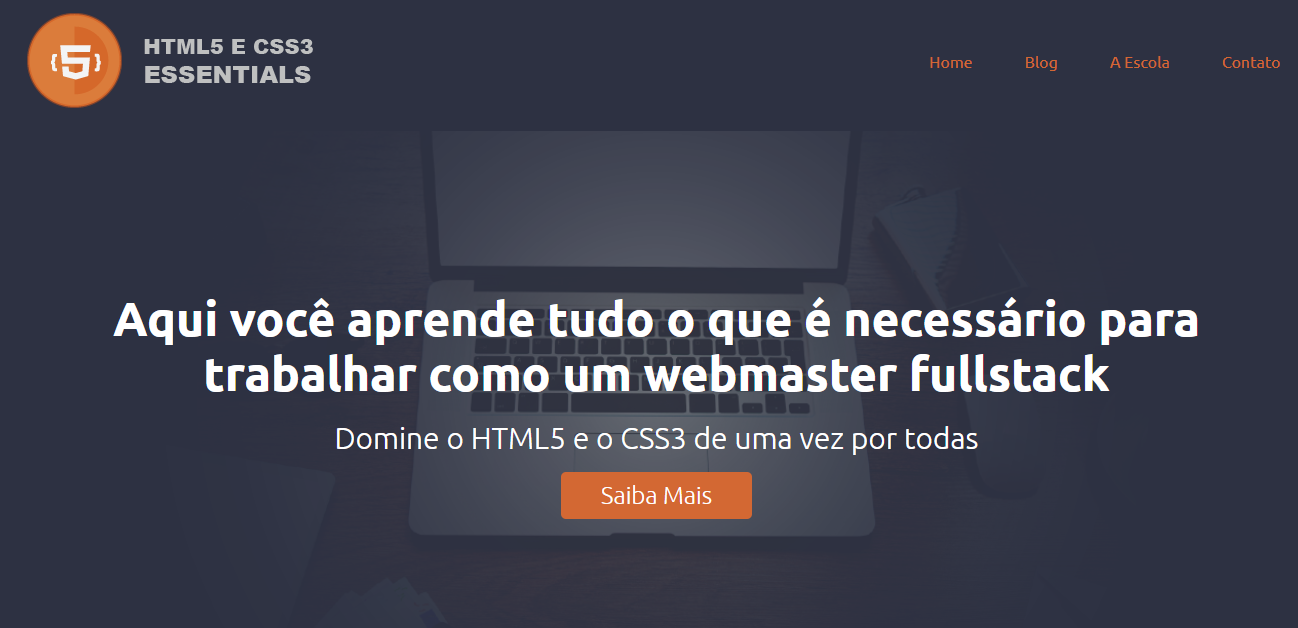 {5}
HTML5 E CSS3
ESSENTIALS
Home Blog A Escola Contato
Aqui você aprende tudo o que é necessário para
trabalhar como um webmaster fullstack
Domine o HTML5 e o CSS3 de uma vez por todas
Saiba Mais